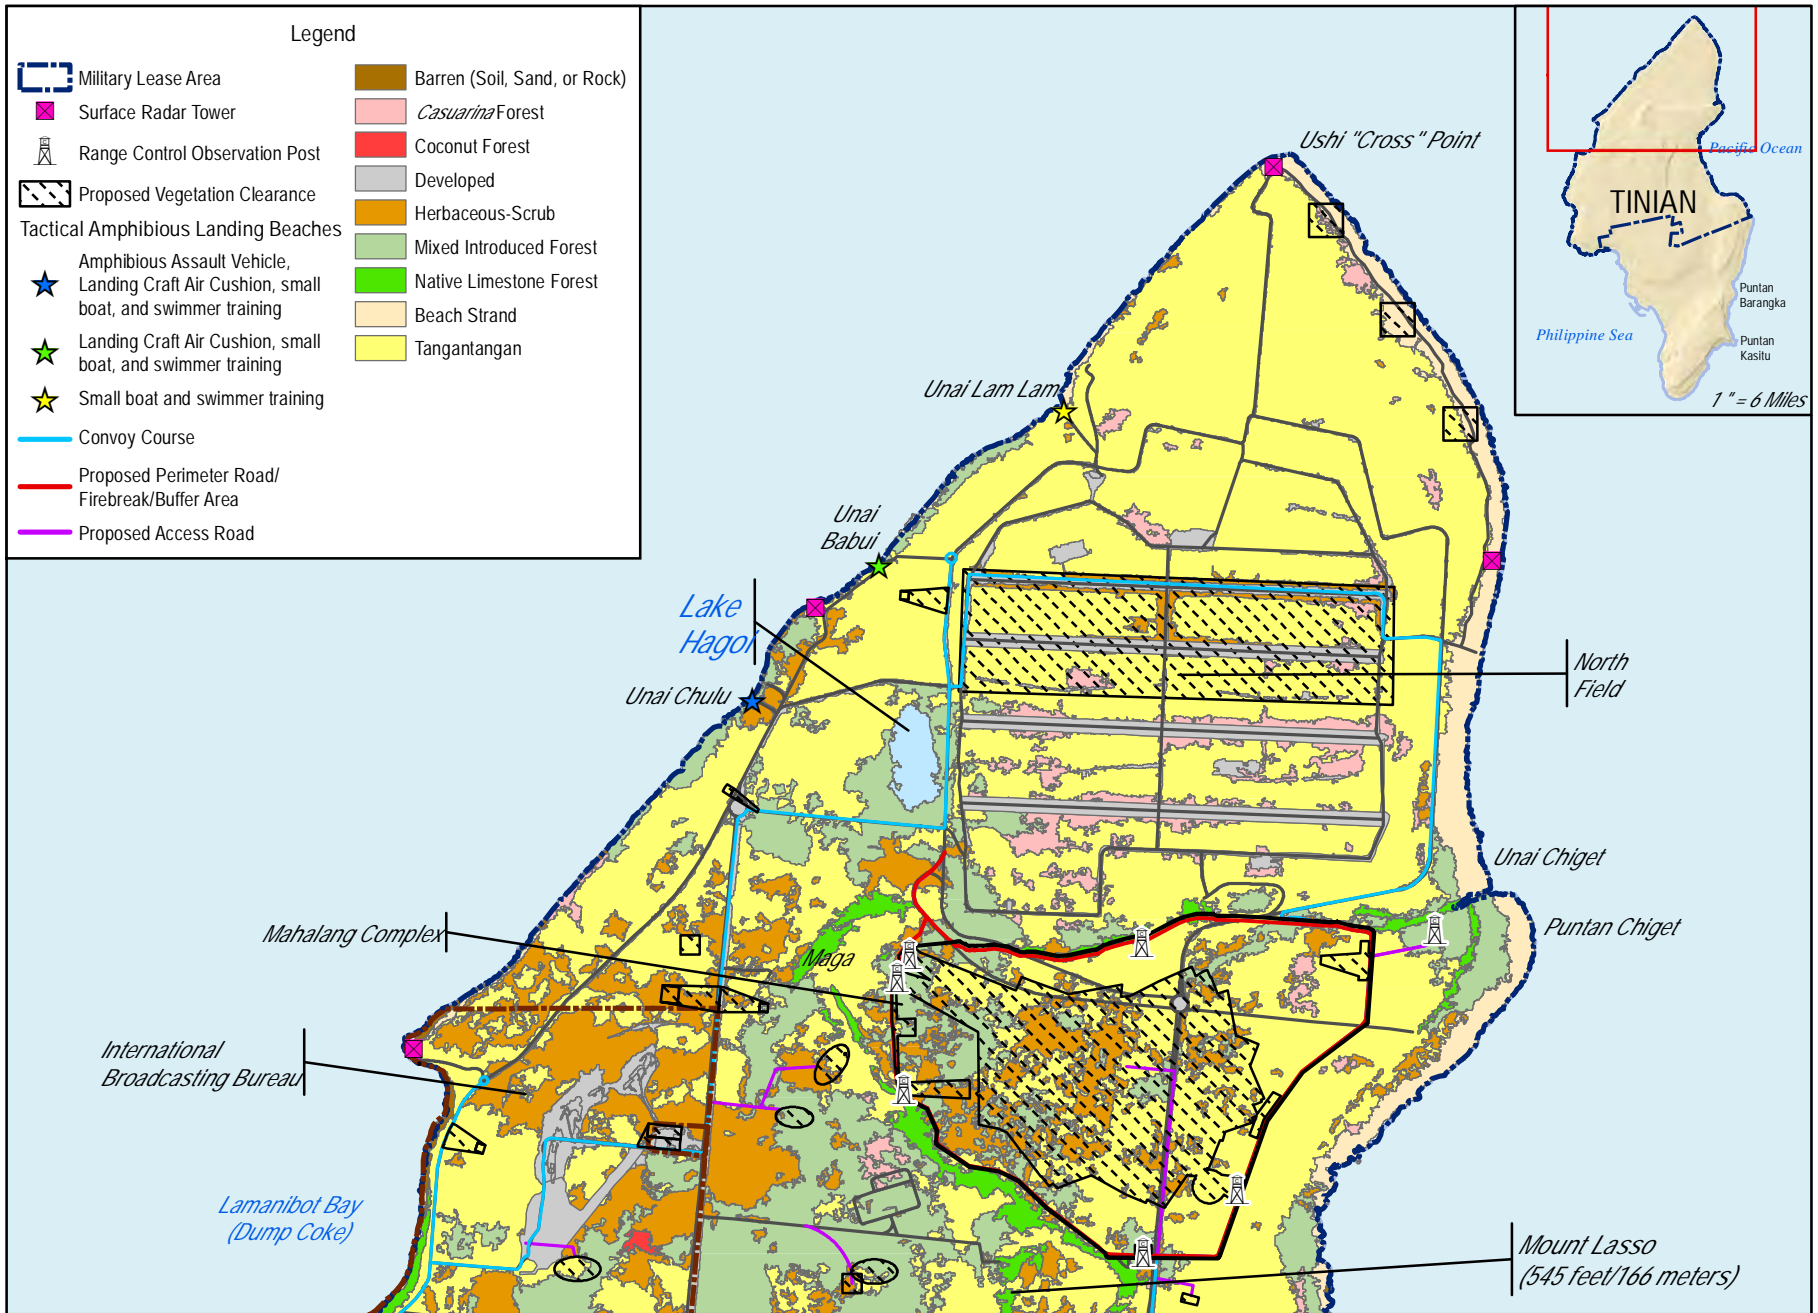 Legend
Military Lease Area
Surface Radar Tower
Range Control Observation Post
Proposed Vegetation Clearance
Tactical Amphibious Landing Beaches
Amphibious Assault Vehicle,
Landing Craft Air Cushion, small
boat, and swimmer training
Landing Craft Air Cushion, small
boat, and swimmer training
Small boat and swimmer training
Convoy Course
Proposed Perimeter Road/
Firebreak/Buffer Area
Proposed Access Road
Barren (Soil, Sand, or Rock)
Casuarina Forest
Coconut Forest
Developed
Herbaceous-Scrub
Mixed Introduced Forest
Native Limestone Forest
Beach Strand
Tangantangan
Pacific Ocean
TINIAN
Puntan
Barangka
Philippine Sea
Puntan
Kasitu
1 " = 6 Miles
Ushi "Cross" Point
Unai Lam Lam
Unai
Babui
Lake
Hagoi
Unai Chulu
North
Field
Unai Chiget
Puntan Chiget
Mahalang Complex
Maga
International
Broadcasting Bureau
Lamanibot Bay
(Dump Coke)
Mount Lasso
(545 feet/166 meters)